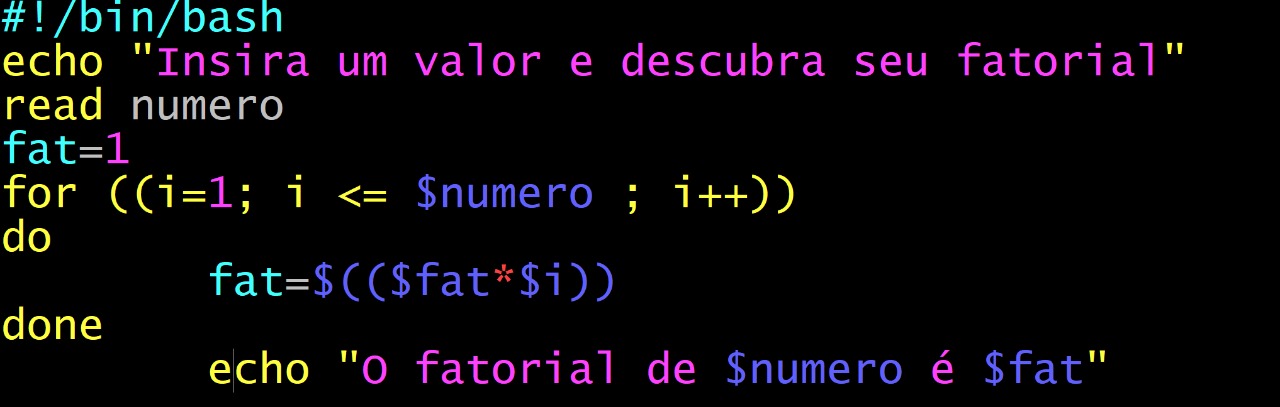 #!/bin/bash
echo "Insira um valor e descubra seu fatorial"
read numero
fat=1
for ((i=1; i <= $numero ; i++))
do
        fat=$(($fat*$i))
done
        echo "O fatorial de $numero é $fat"